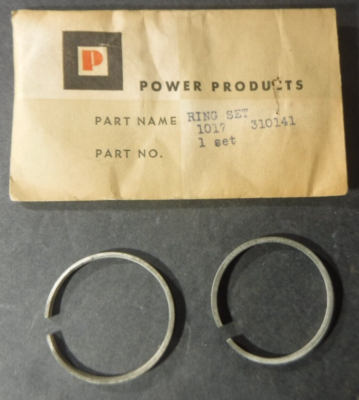 P
POWER PRODUCTS
PART NAME RING SET
1017 310141
PART NO. 1 set